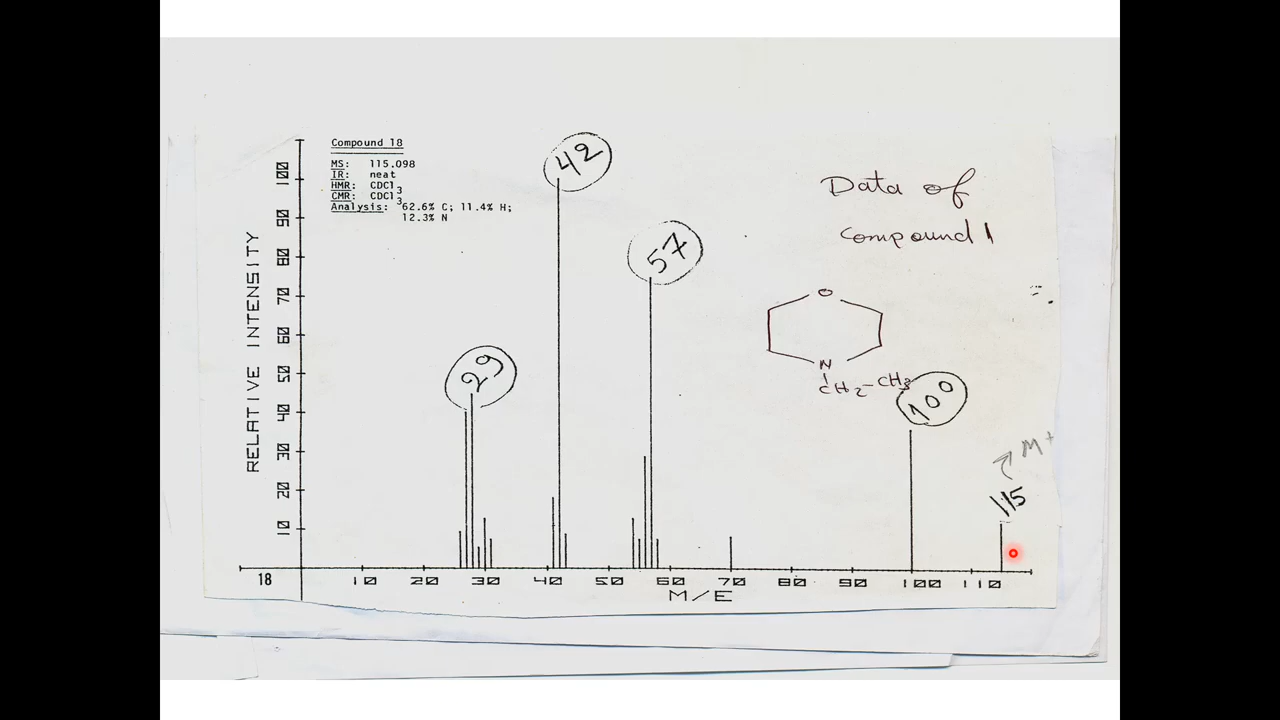 Compound 18
MS: 115.098
IR: neat
HMR: CDCl3
CMR: CDCl3
Analysis: 62.6% C; 11.4% H;
12.3% N
42
57
29
100
115
M+
Data of
Compound 1
O
N
CH2-CH3
RELATIVE INTENSITY
100
90
80
70
60
50
40
30
20
10
18
10 20 30 40 50 60 70 80 90 100 110
M/E